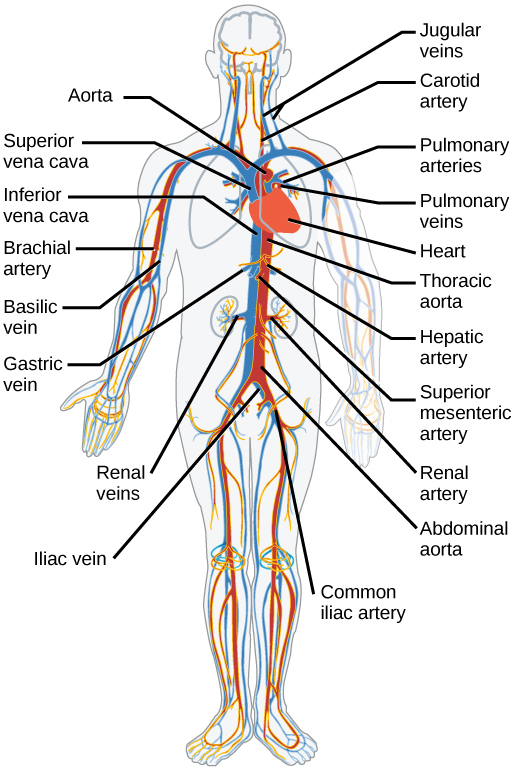 Jugular
veins
Carotid
artery
Aorta
Superior
vena cava
Pulmonary
arteries
Inferior
vena cava
Pulmonary
veins
Brachial
artery
Heart
Thoracic
aorta
Basilic
vein
Hepatic
artery
Gastric
vein
Superior
mesenteric
artery
Renal
veins
Renal
artery
Abdominal
aorta
Iliac vein
Common
iliac artery